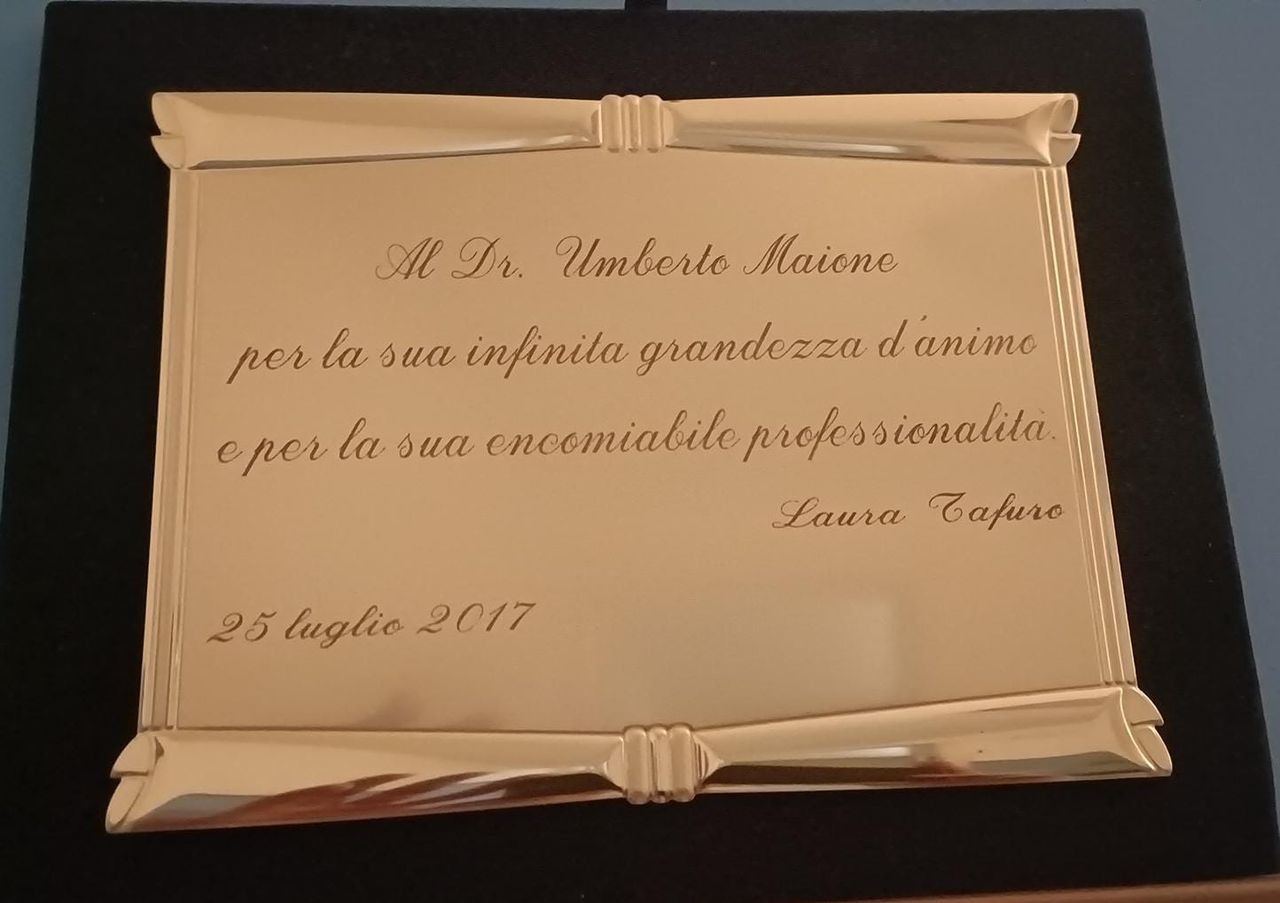 Al Dr. Umberto Maione
per la sua infinita grandezza d'animo
e per la sua encomiabile professionalità.
Laura Tafuro
25 luglio 2017